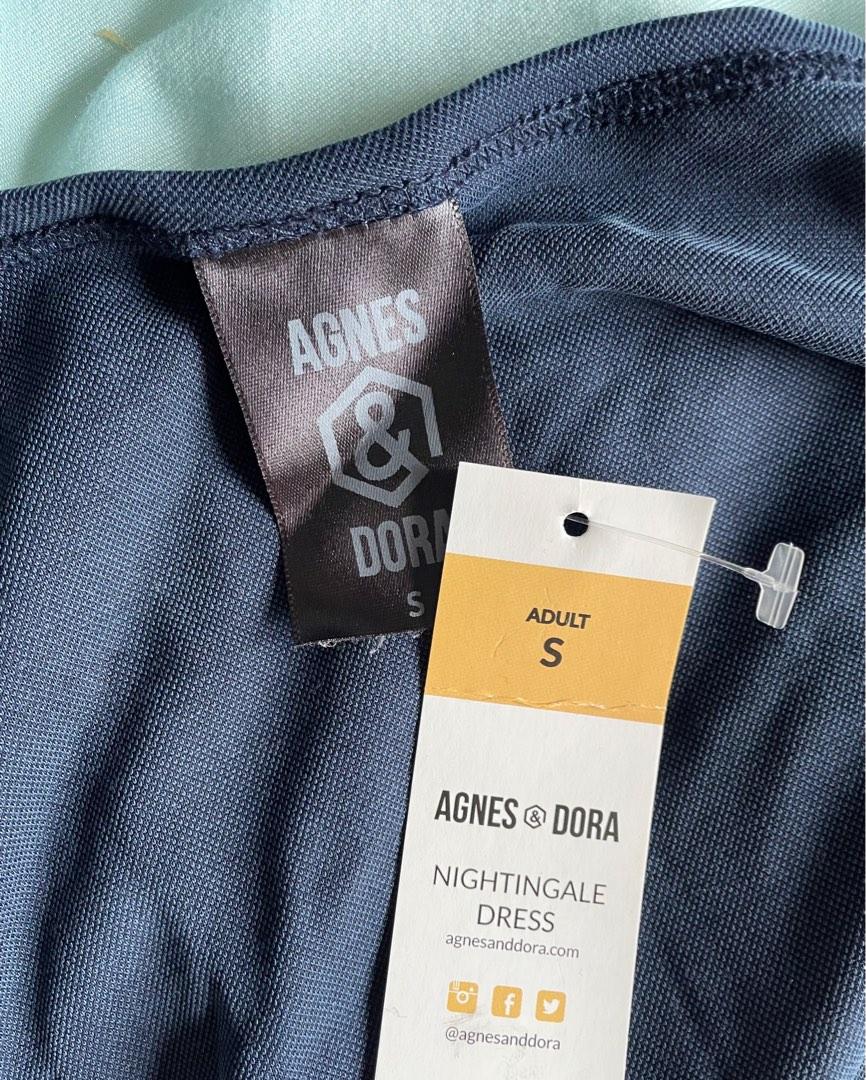 AGNES
&
DORA
S
ADULT
S
AGNES & DORA
NIGHTINGALE
DRESS
agnesanddora.com
@agnesanddora